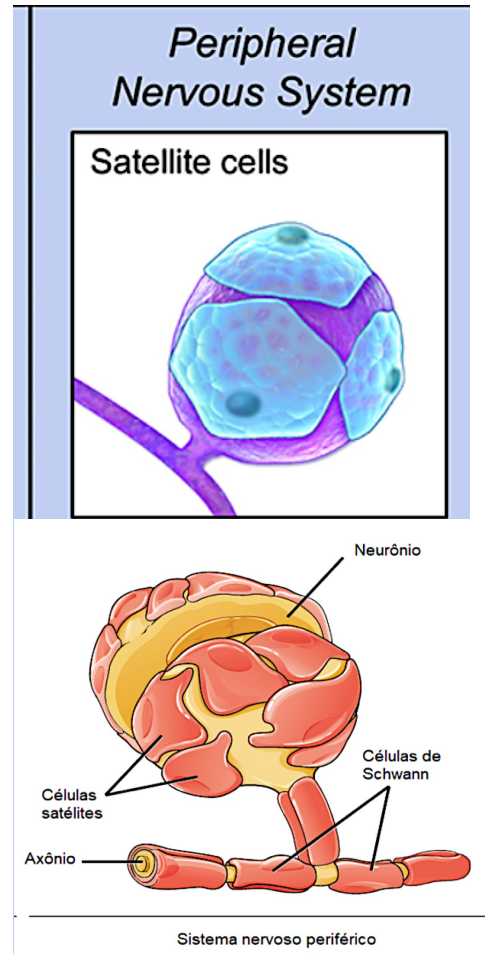 Peripheral
Nervous System
Satellite cells
Neurônio
Células de
Schwann
Células
satélites
Axônio
Sistema nervoso periférico